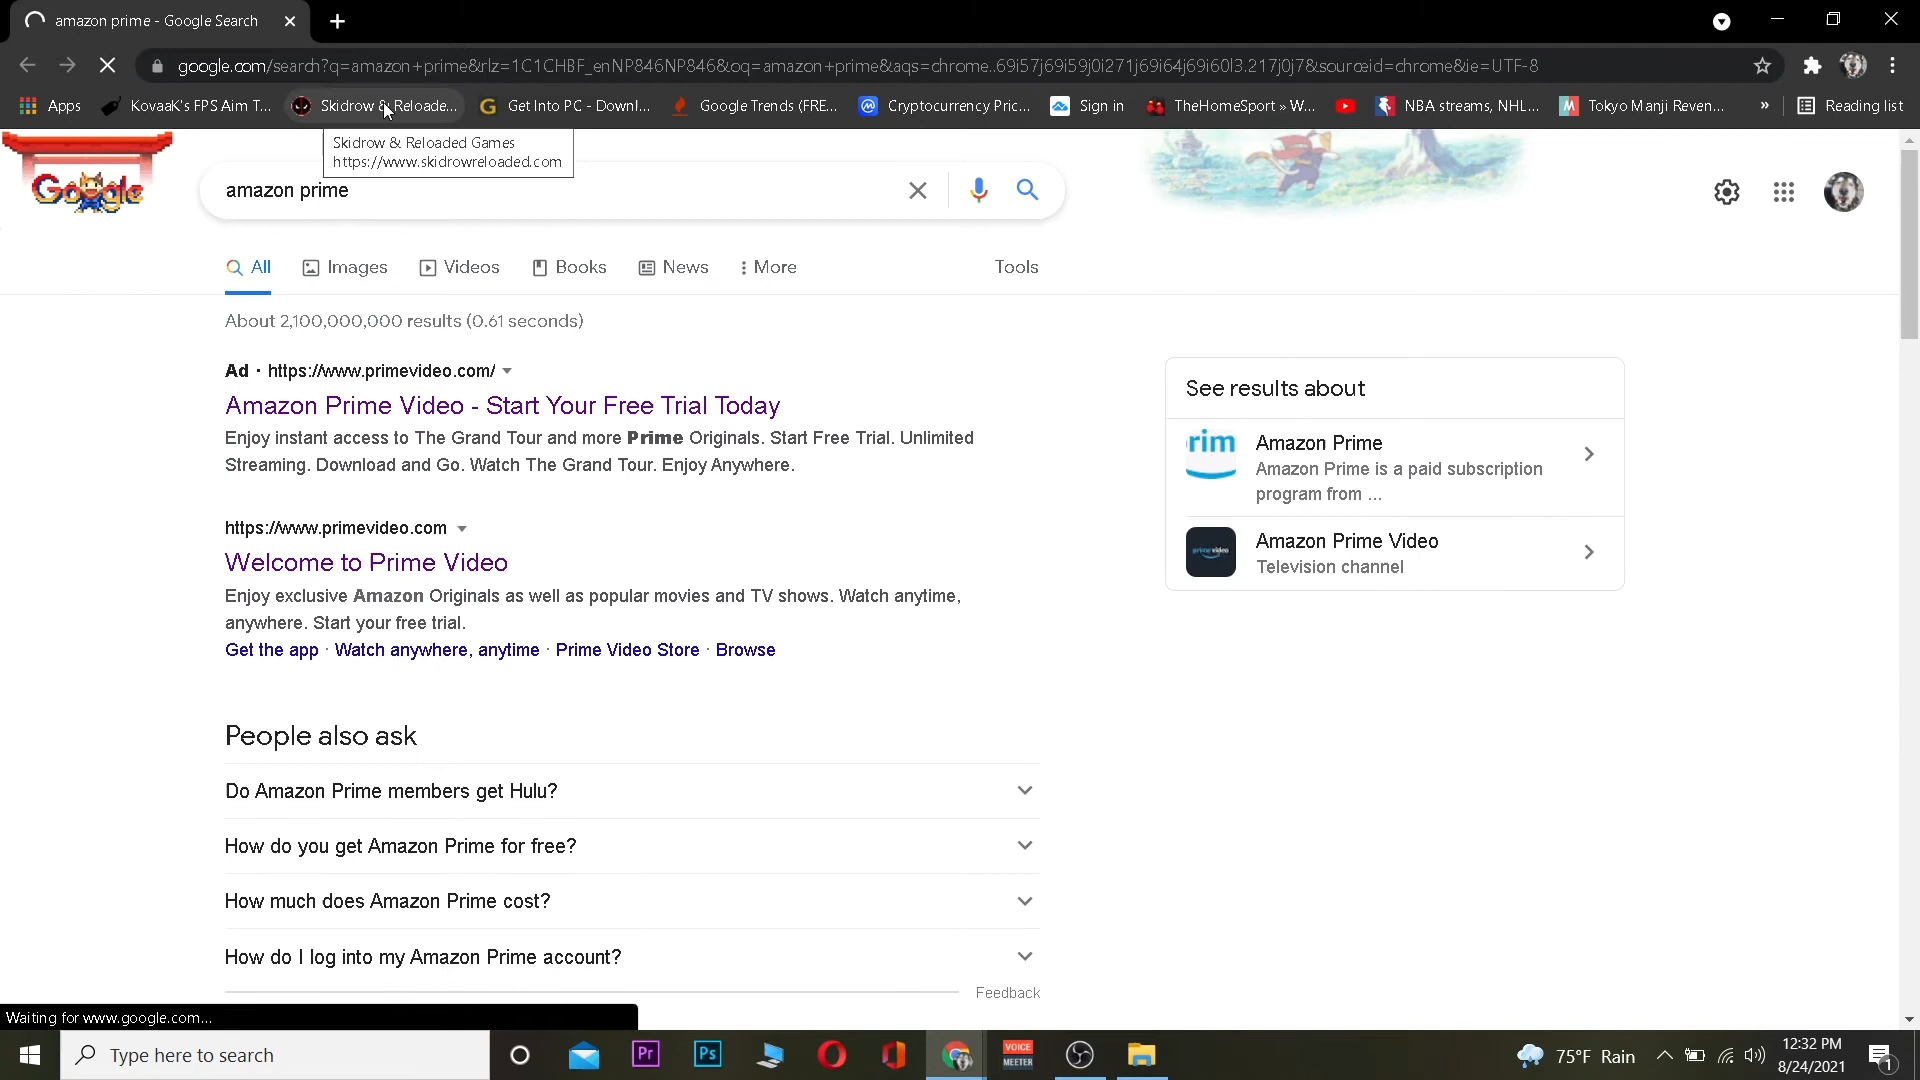 amazon prime - Google Search
google.com/search?q=amazon+prime&rlz=1C1CHBF_enNP846NP846&oq=amazon+prime&aqs=chrome..69i57j69i59j0i271j69i64j69i60l3.217j0j7&sourceid=chrome&ie=UTF-8
Apps KovaaK's FPS Aim T... Skidrow & Reloade... Get Into PC - Downl... Google Trends (FRE... Cryptocurrency Pric... Sign in TheHomeSport » W... NBA streams, NHL... Tokyo Manji Reven... » Reading list
Skidrow & Reloaded Games
https://www.skidrowreloaded.com
Google
amazon prime
All Images Videos Books News More Tools
About 2,100,000,000 results (0.61 seconds)
Ad · https://www.primevideo.com/
Amazon Prime Video - Start Your Free Trial Today
Enjoy instant access to The Grand Tour and more Prime Originals. Start Free Trial. Unlimited
Streaming. Download and Go. Watch The Grand Tour. Enjoy Anywhere.
https://www.primevideo.com
Welcome to Prime Video
Enjoy exclusive Amazon Originals as well as popular movies and TV shows. Watch anytime,
anywhere. Start your free trial.
Get the app · Watch anywhere, anytime · Prime Video Store · Browse
People also ask
Do Amazon Prime members get Hulu?
How do you get Amazon Prime for free?
How much does Amazon Prime cost?
How do I log into my Amazon Prime account?
Feedback
See results about
rim
Amazon Prime
Amazon Prime is a paid subscription
program from ...
prime video
Amazon Prime Video
Television channel
Waiting for www.google.com...
Type here to search
Pr
Ps
VOICE
MEETER
75°F Rain
12:32 PM
8/24/2021
1